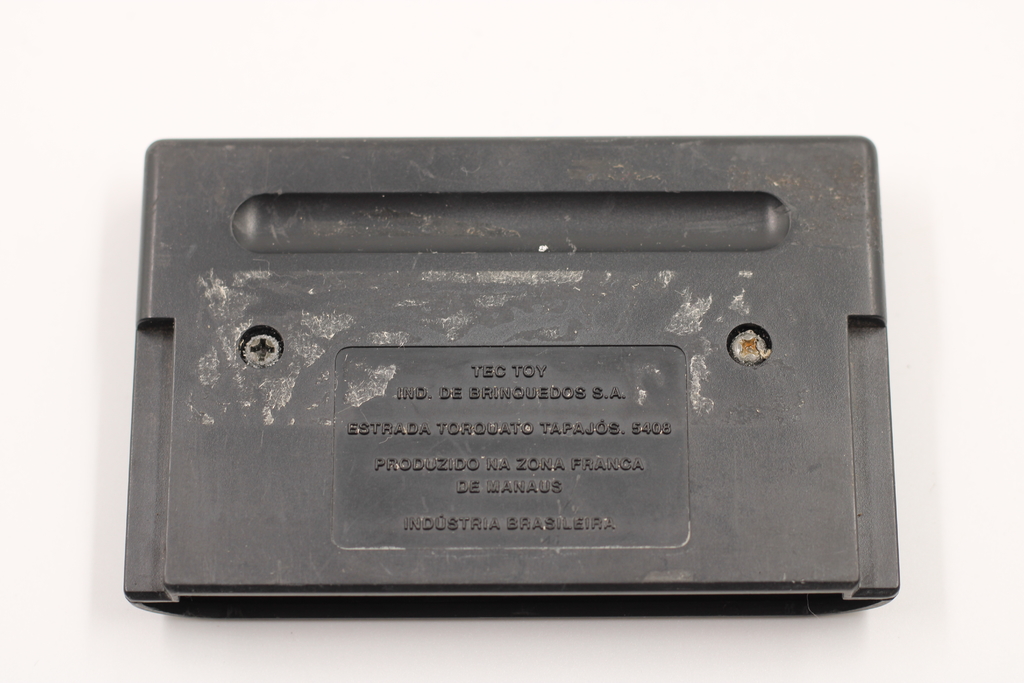 TEC TOY
IND. DE BRINQUEDOS S.A.
ESTRADA TORQUATO TAPAJÓS. 5408
PRODUZIDO NA ZONA FRANCA
DE MANAUS
INDÚSTRIA BRASILEIRA